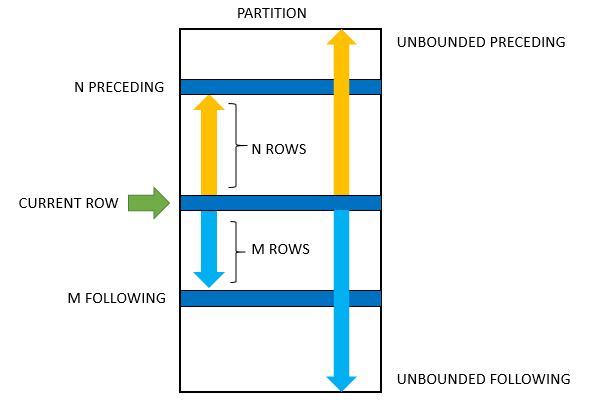 PARTITION
UNBOUNDED PRECEDING
N PRECEDING
N ROWS
CURRENT ROW
M ROWS
M FOLLOWING
UNBOUNDED FOLLOWING